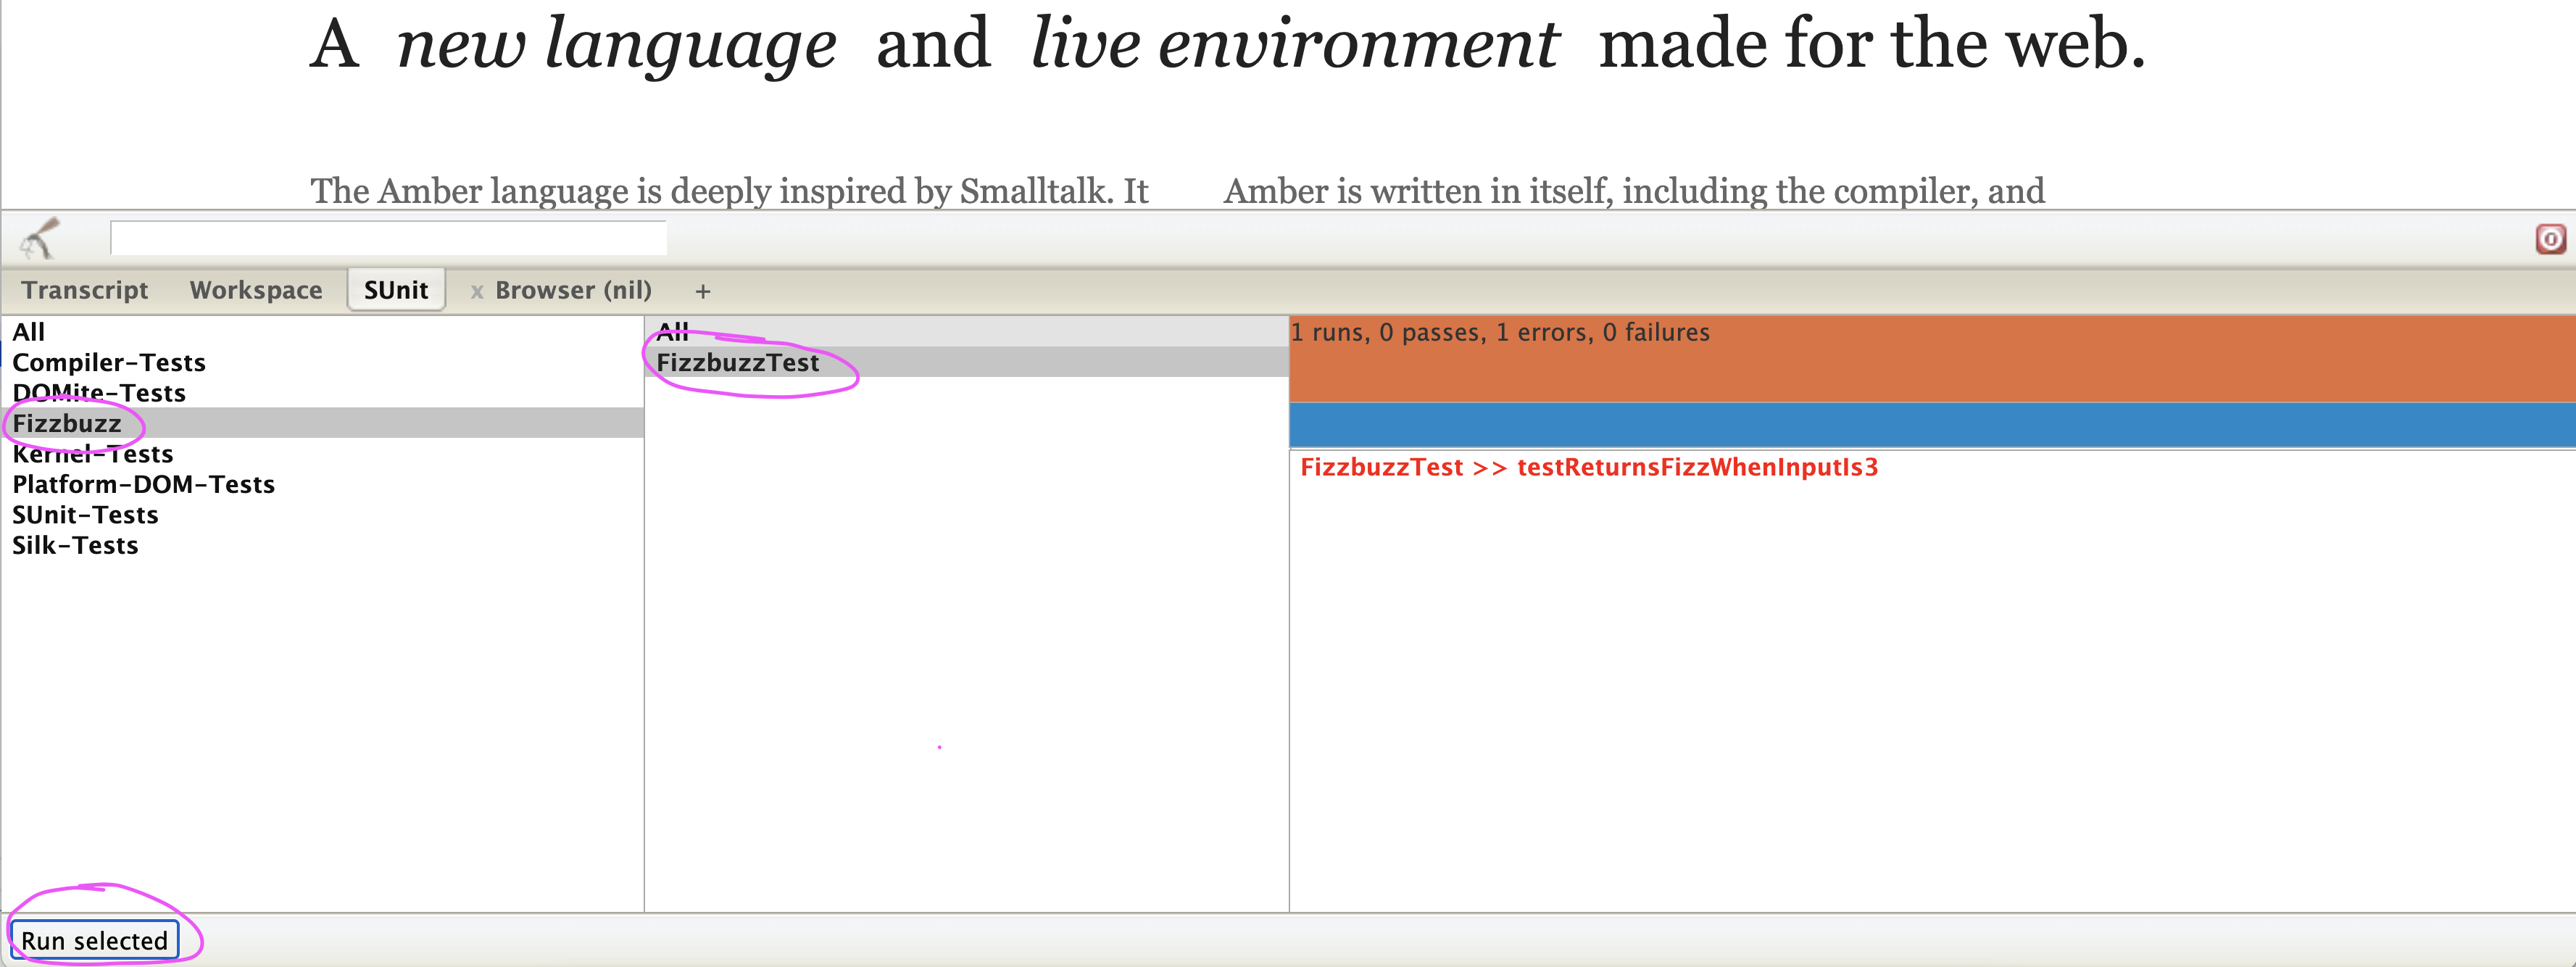 A new language and live environment made for the web.
The Amber language is deeply inspired by Smalltalk. It
Amber is written in itself, including the compiler, and
Transcript Workspace SUnit x Browser (nil) +
All
Compiler-Tests
DOMite-Tests
Fizzbuzz
Kernel-Tests
Platform-DOM-Tests
SUnit-Tests
Silk-Tests
All
FizzbuzzTest
1 runs, 0 passes, 1 errors, 0 failures
FizzbuzzTest >> testReturnsFizzWhenInputIs3
Run selected